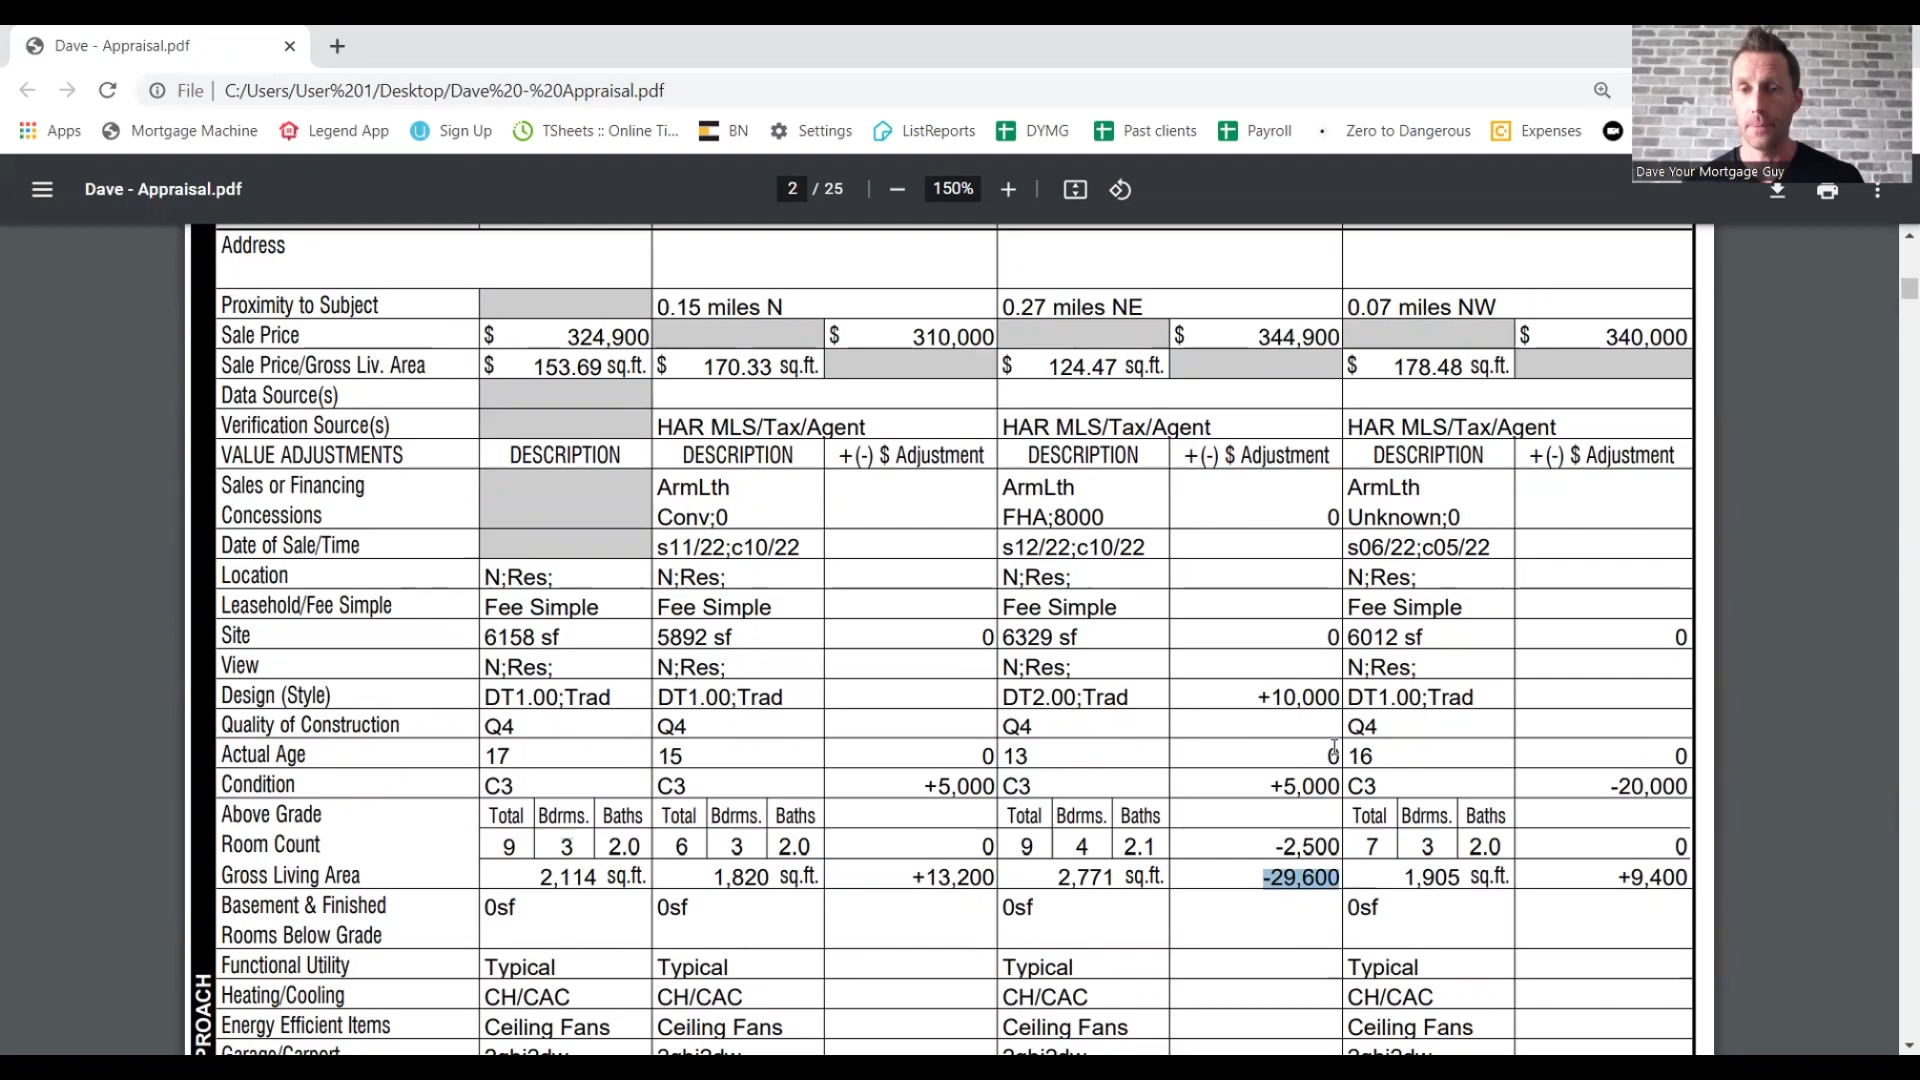 Dave - Appraisal.pdf
File | C:/Users/User%201/Desktop/Dave%20-%20Appraisal.pdf
Apps Mortgage Machine Legend App Sign Up TSheets :: Online Ti... BN Settings ListReports DYMG Past clients Payroll Zero to Dangerous Expenses
Dave Your Mortgage Guy
Dave - Appraisal.pdf 2 / 25 150%
Address
Proximity to Subject 0.15 miles N 0.27 miles NE 0.07 miles NW
Sale Price $ 324,900 $ 310,000 $ 344,900 $ 340,000
Sale Price/Gross Liv. Area $ 153.69 sq.ft. $ 170.33 sq.ft. $ 124.47 sq.ft. $ 178.48 sq.ft.
Data Source(s)
Verification Source(s) HAR MLS/Tax/Agent HAR MLS/Tax/Agent HAR MLS/Tax/Agent
VALUE ADJUSTMENTS DESCRIPTION DESCRIPTION +(-) $ Adjustment DESCRIPTION +(-) $ Adjustment DESCRIPTION +(-) $ Adjustment
Sales or Financing ArmLth ArmLth ArmLth
Concessions Conv;0 FHA;8000 0 Unknown;0
Date of Sale/Time s11/22;c10/22 s12/22;c10/22 s06/22;c05/22
Location N;Res; N;Res; N;Res; N;Res;
Leasehold/Fee Simple Fee Simple Fee Simple Fee Simple Fee Simple
Site 6158 sf 5892 sf 0 6329 sf 0 6012 sf 0
View N;Res; N;Res; N;Res; N;Res;
Design (Style) DT1.00;Trad DT1.00;Trad DT2.00;Trad +10,000 DT1.00;Trad
Quality of Construction Q4 Q4 Q4 Q4
Actual Age 17 15 0 13 0 16 0
Condition C3 C3 +5,000 C3 +5,000 C3 -20,000
Above Grade Total Bdrms. Baths Total Bdrms. Baths Total Bdrms. Baths Total Bdrms. Baths
Room Count 9 3 2.0 6 3 2.0 0 9 4 2.1 -2,500 7 3 2.0 0
Gross Living Area 2,114 sq.ft. 1,820 sq.ft. +13,200 2,771 sq.ft. -29,600 1,905 sq.ft. +9,400
Basement & Finished 0sf 0sf 0sf 0sf
Rooms Below Grade
Functional Utility Typical Typical Typical Typical
Heating/Cooling CH/CAC CH/CAC CH/CAC CH/CAC
Energy Efficient Items Ceiling Fans Ceiling Fans Ceiling Fans Ceiling Fans
Garage/Carport
PROACH